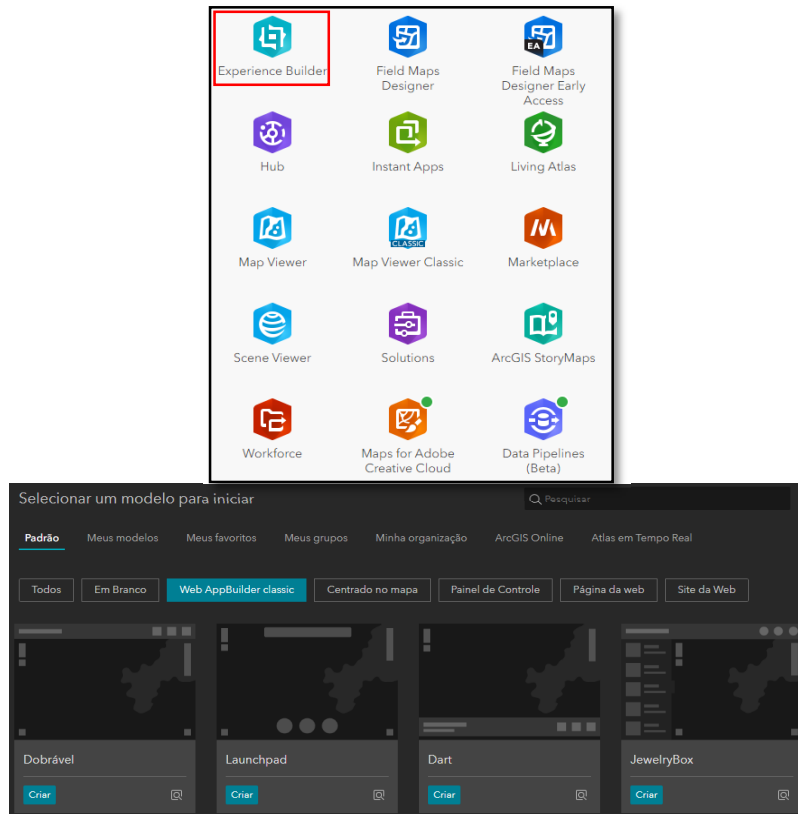 Experience Builder
Field Maps
Designer
EA
Field Maps
Designer Early
Access
Hub
Instant Apps
Living Atlas
Map Viewer
CLASSIC
Map Viewer Classic
Marketplace
Scene Viewer
Solutions
ArcGIS StoryMaps
Workforce
Maps for Adobe
Creative Cloud
Data Pipelines
(Beta)
Selecionar um modelo para iniciar
Pesquisar
Padrão Meus modelos Meus favoritos Meus grupos Minha organização ArcGIS Online Atlas em Tempo Real
Todos Em Branco Web AppBuilder classic Centrado no mapa Painel de Controle Página da web Site da Web
Dobrável Launchpad Dart JewelryBox
Criar Criar Criar Criar